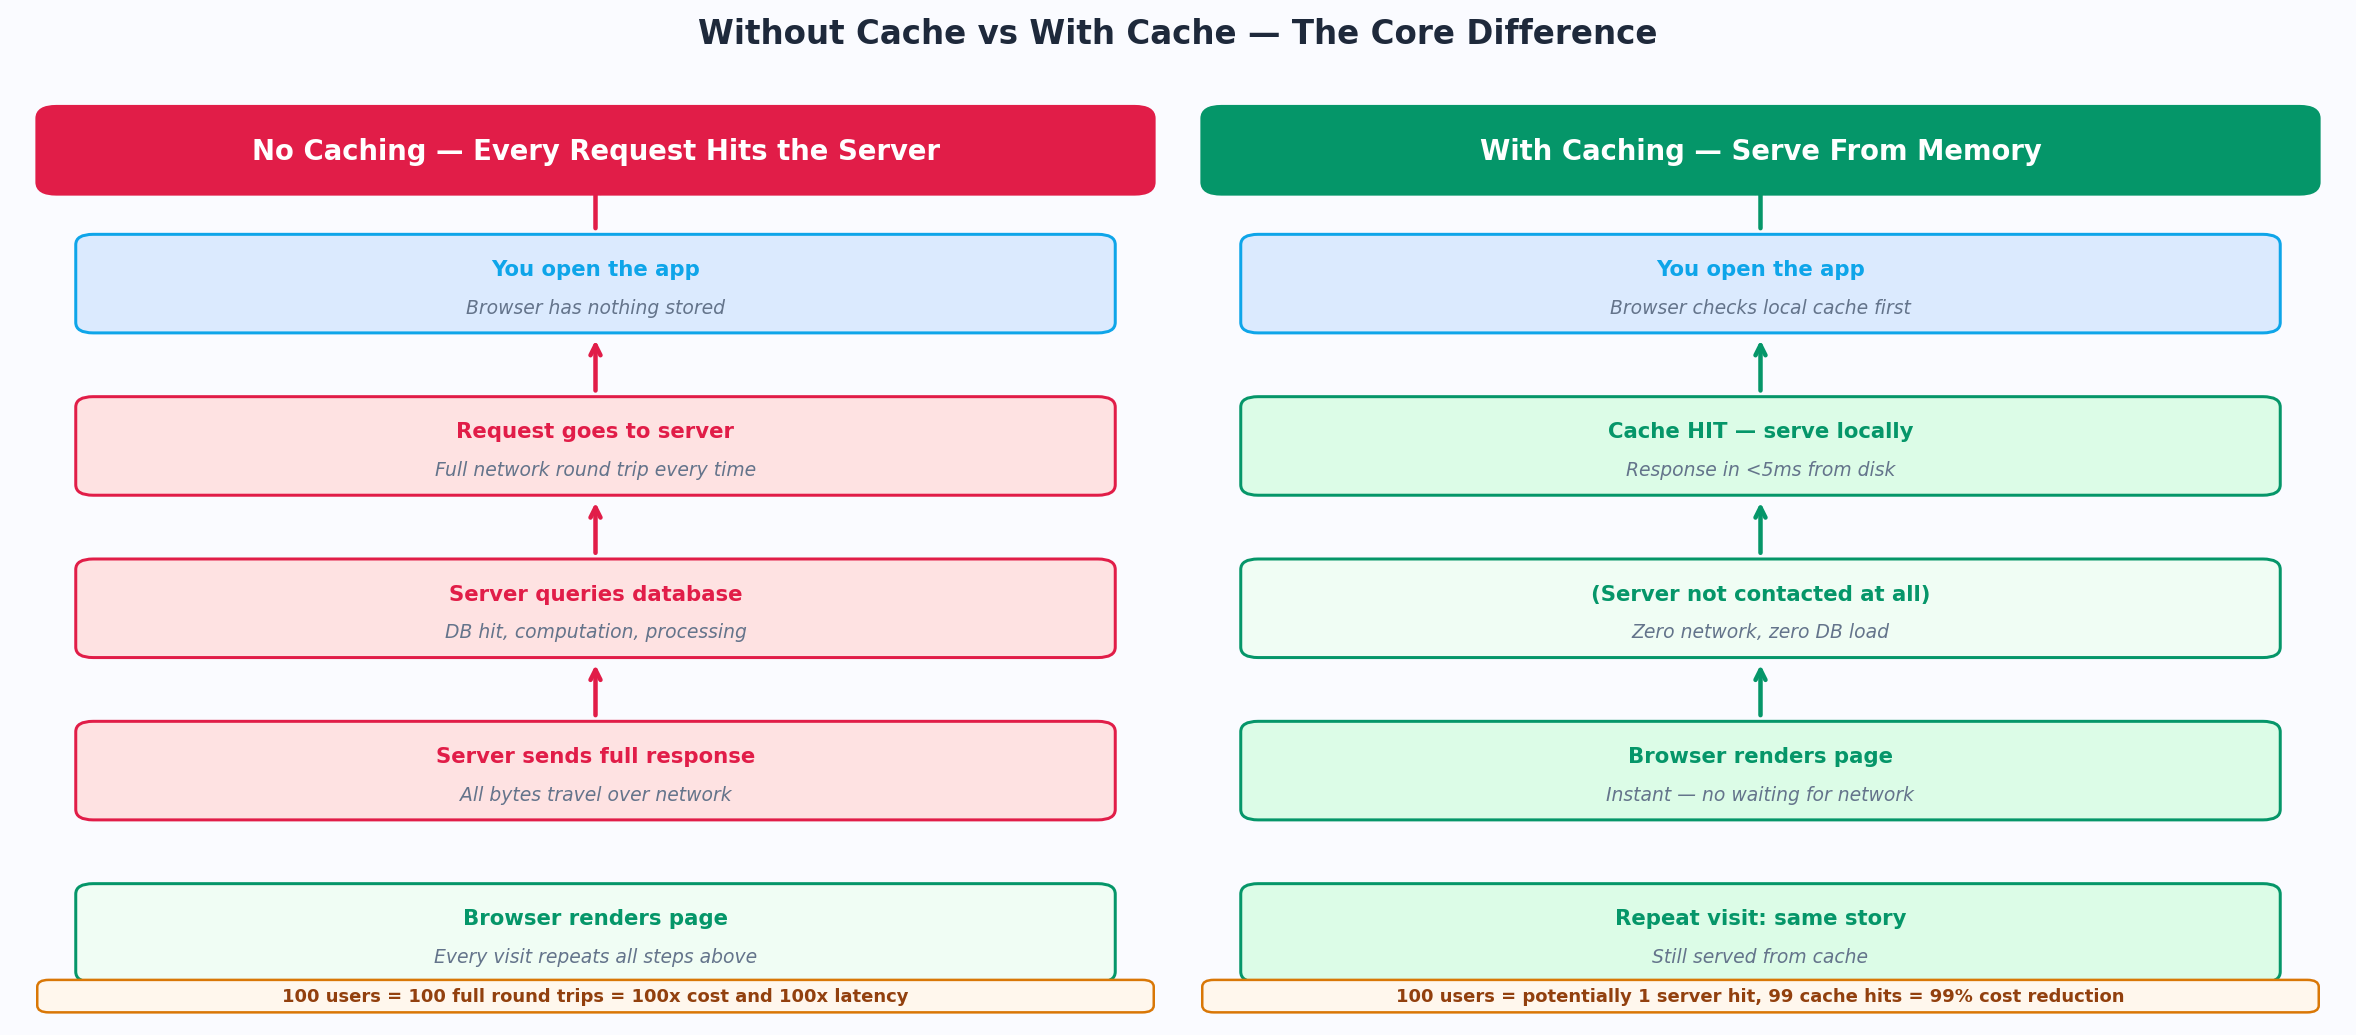 Without Cache vs With Cache — The Core Difference
No Caching — Every Request Hits the Server
You open the app
Browser has nothing stored
Request goes to server
Full network round trip every time
Server queries database
DB hit, computation, processing
Server sends full response
All bytes travel over network
Browser renders page
Every visit repeats all steps above
100 users = 100 full round trips = 100x cost and 100x latency
With Caching — Serve From Memory
You open the app
Browser checks local cache first
Cache HIT — serve locally
Response in <5ms from disk
(Server not contacted at all)
Zero network, zero DB load
Browser renders page
Instant — no waiting for network
Repeat visit: same story
Still served from cache
100 users = potentially 1 server hit, 99 cache hits = 99% cost reduction